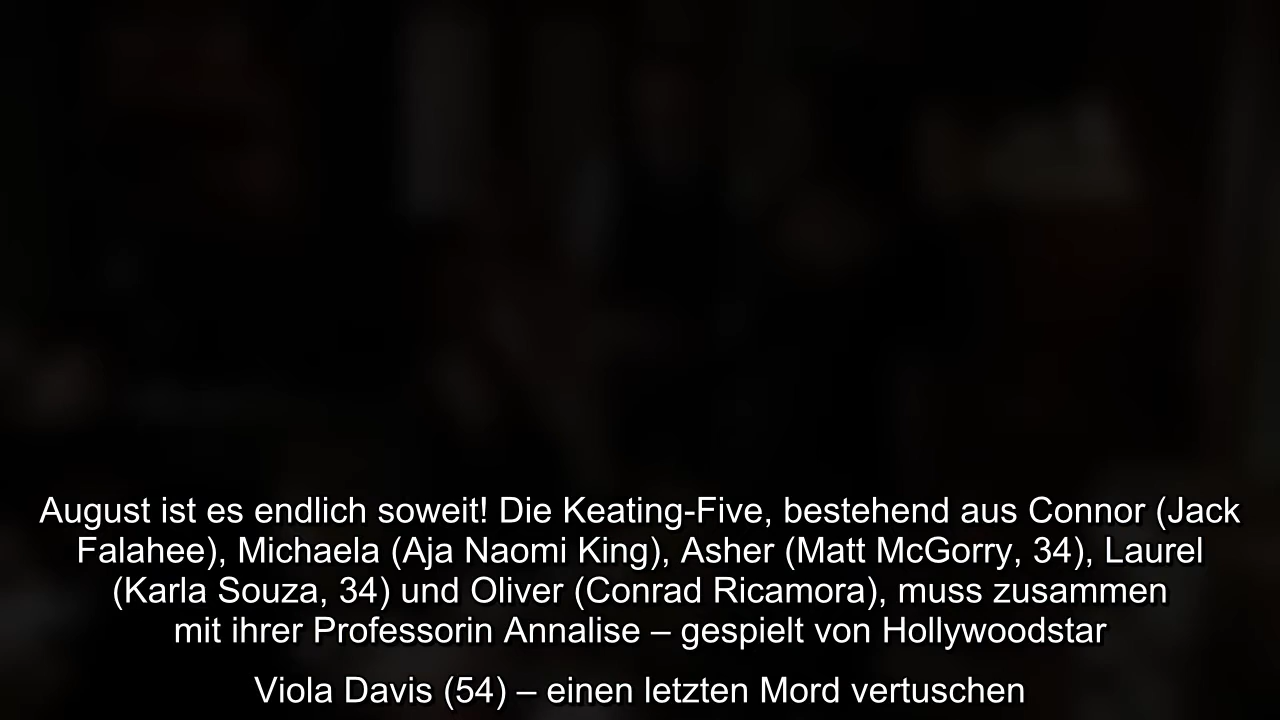 August ist es endlich soweit! Die Keating-Five, bestehend aus Connor (Jack
Falahee), Michaela (Aja Naomi King), Asher (Matt McGorry, 34), Laurel
(Karla Souza, 34) und Oliver (Conrad Ricamora), muss zusammen
mit ihrer Professorin Annalise – gespielt von Hollywoodstar
Viola Davis (54) – einen letzten Mord vertuschen